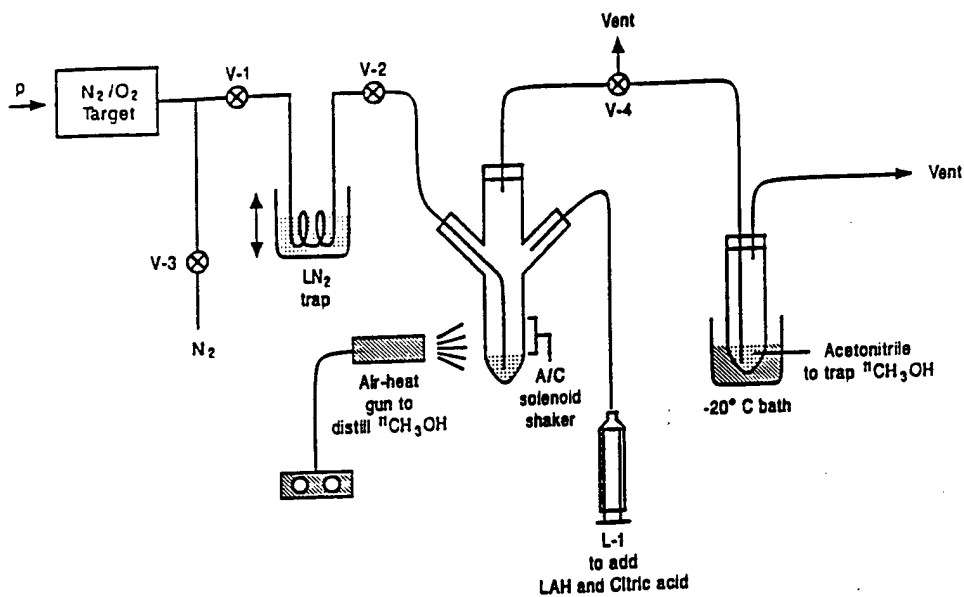 Vent
p
N₂/O₂
Target
V-1
V-2
V-4
Vent
V-3
N₂
LN₂
trap
Air-heat
gun to
distill ¹¹CH₃OH
A/C
solenoid
shaker
Acetonitrile
to trap ¹¹CH₃OH
-20° C bath
L-1
to add
LAH and Citric acid